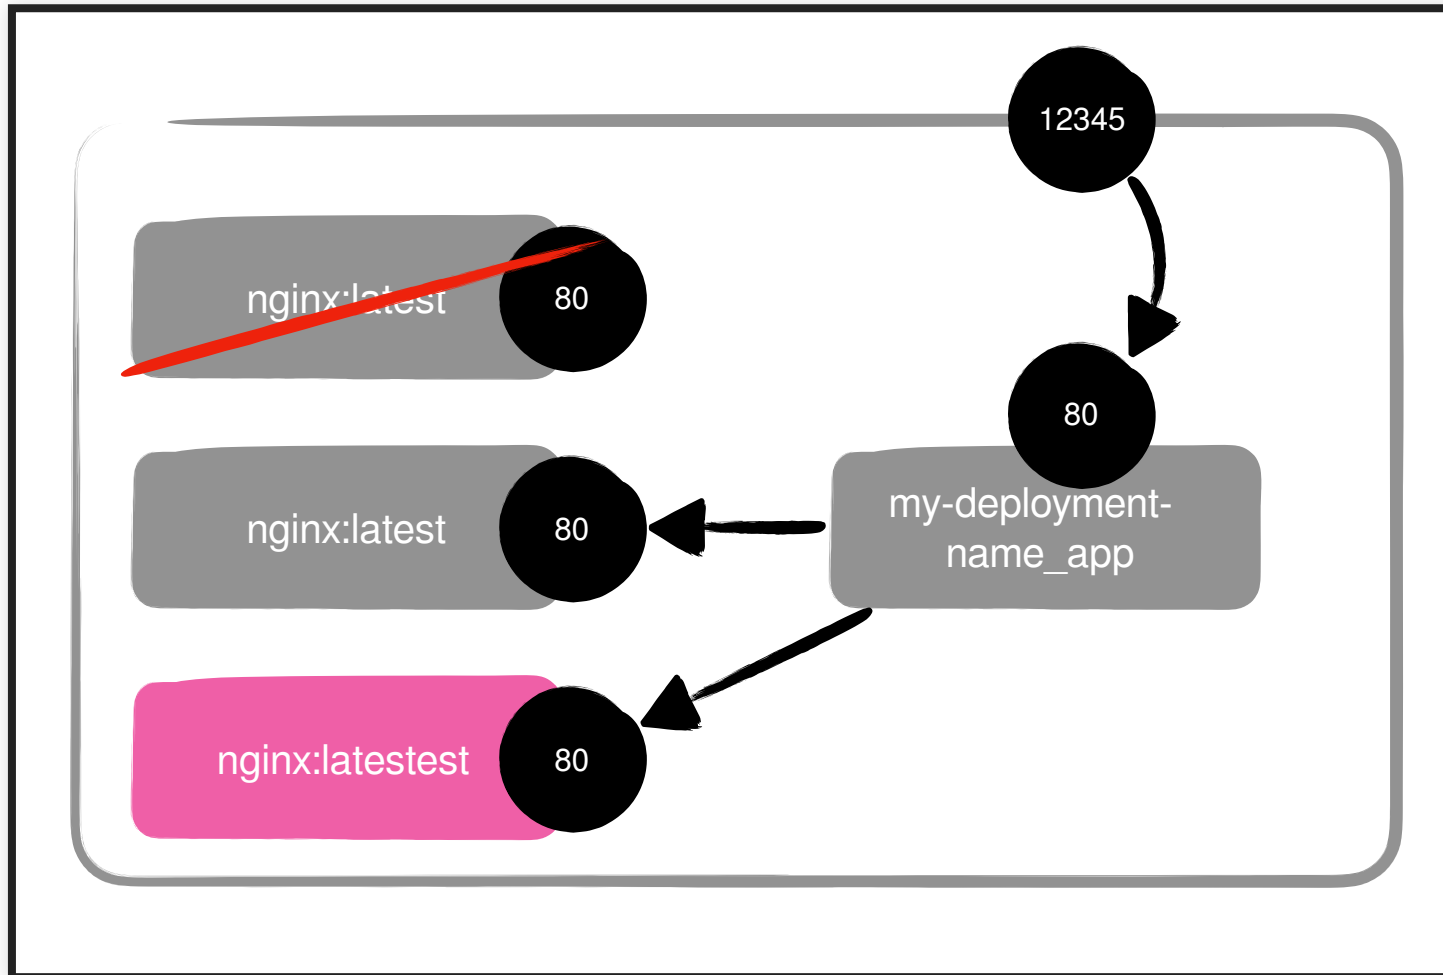 12345
nginx:latest
80
80
nginx:latest
80
my-deployment-
name_app
nginx:latestest
80